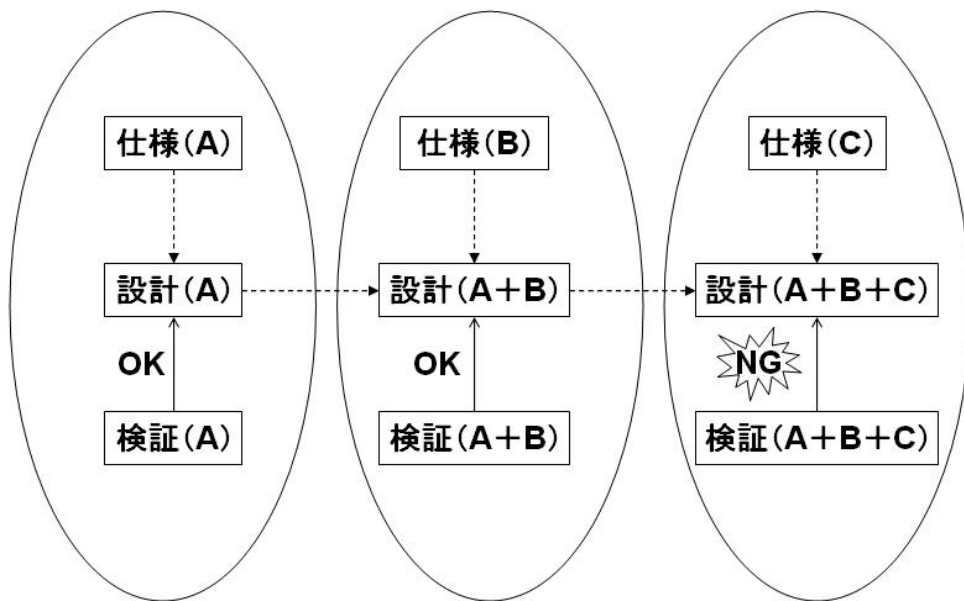 仕様(A)
仕様(B)
仕様(C)
設計(A)
設計(A+B)
設計(A+B+C)
OK
OK
NG
検証(A)
検証(A+B)
検証(A+B+C)